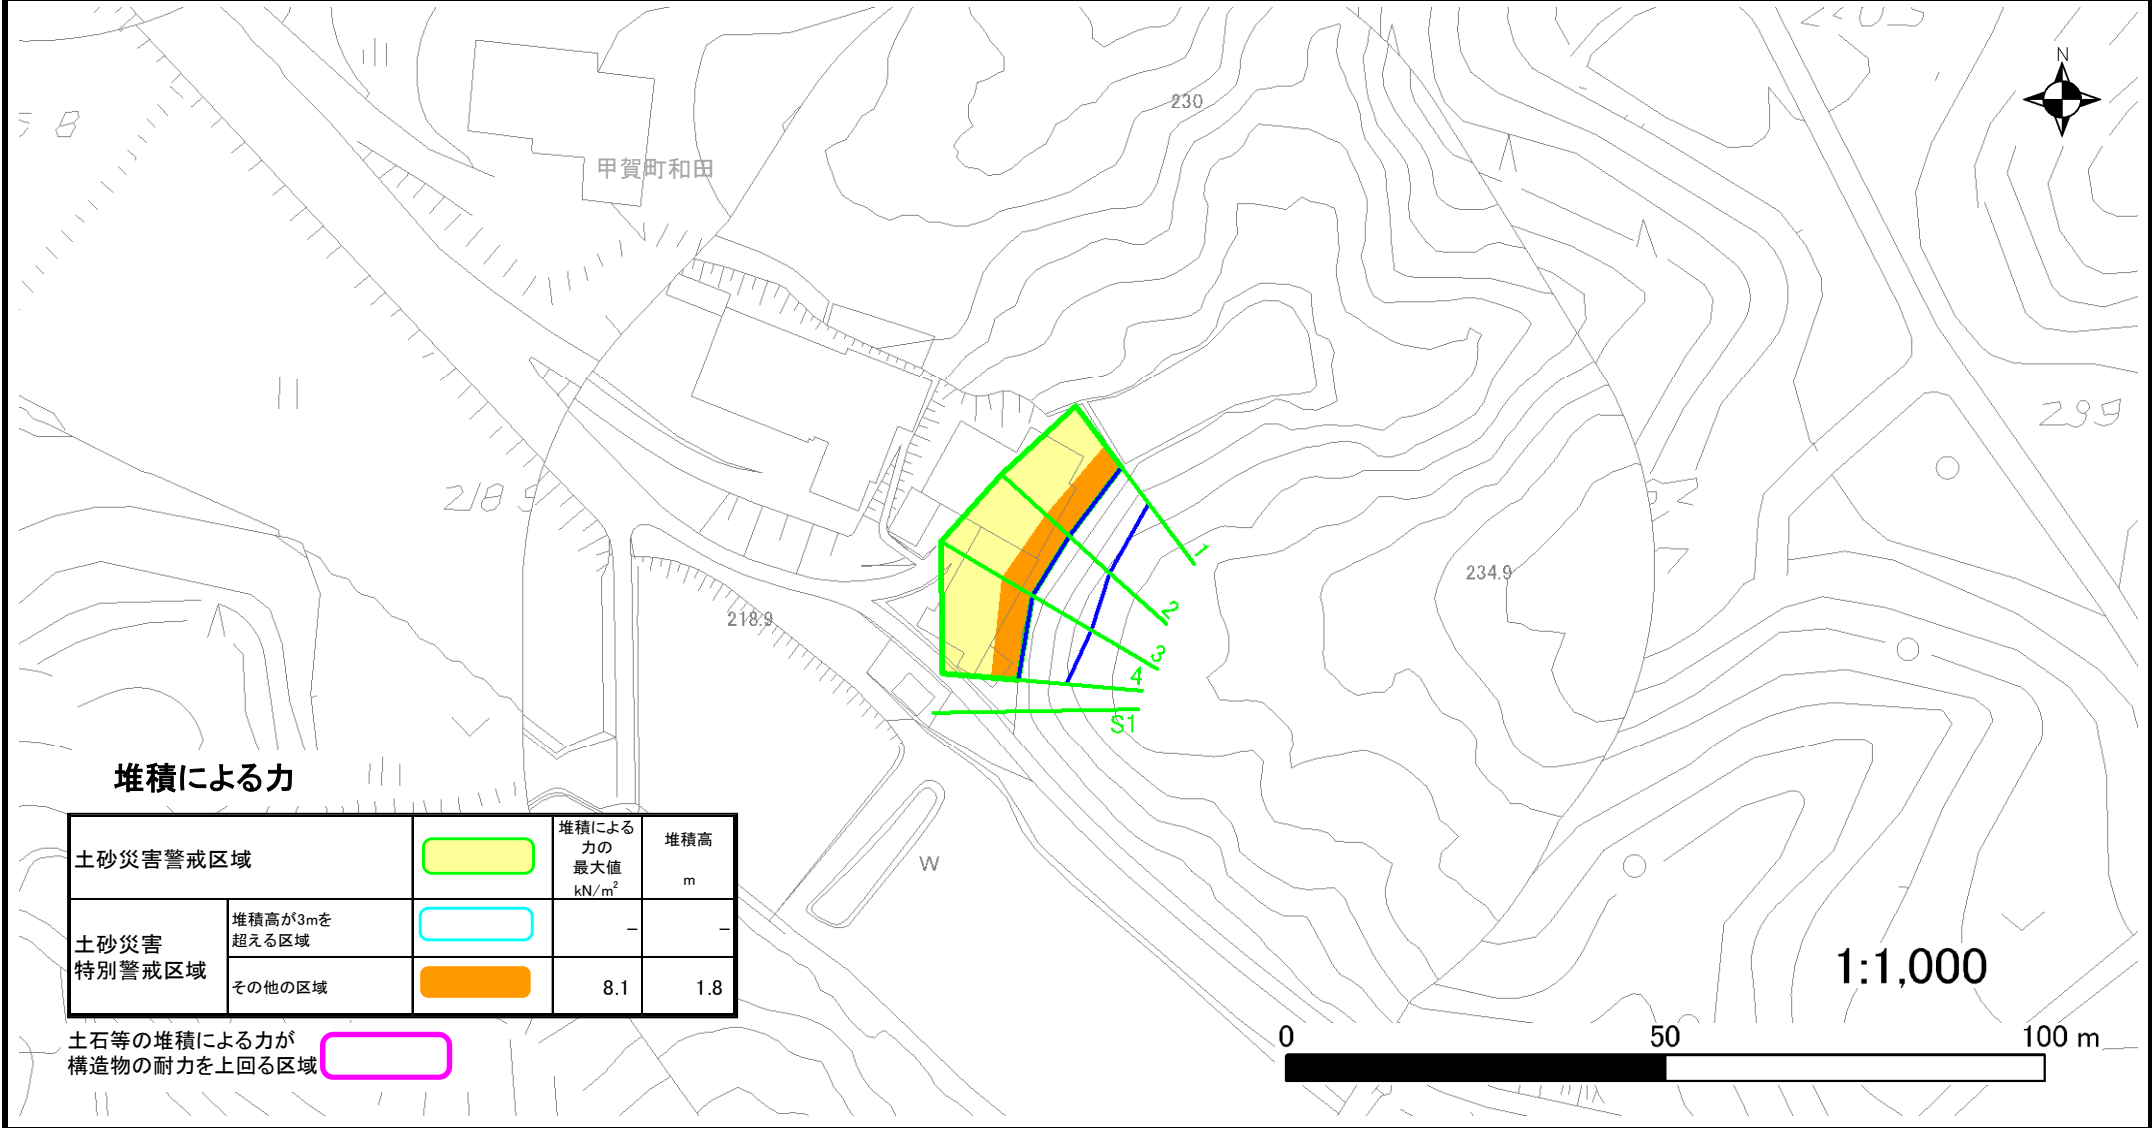 N
230
甲賀町和田
234.9
218.9
W
1
2
3
4
S1
堆積による力
土砂災害警戒区域
堆積による
力の
最大値
kN/m²
堆積高
m
土砂災害
特別警戒区域
堆積高が3mを
超える区域
–
–
その他の区域
8.1
1.8
土石等の堆積による力が
構造物の耐力を上回る区域
1:1,000
0 50 100 m